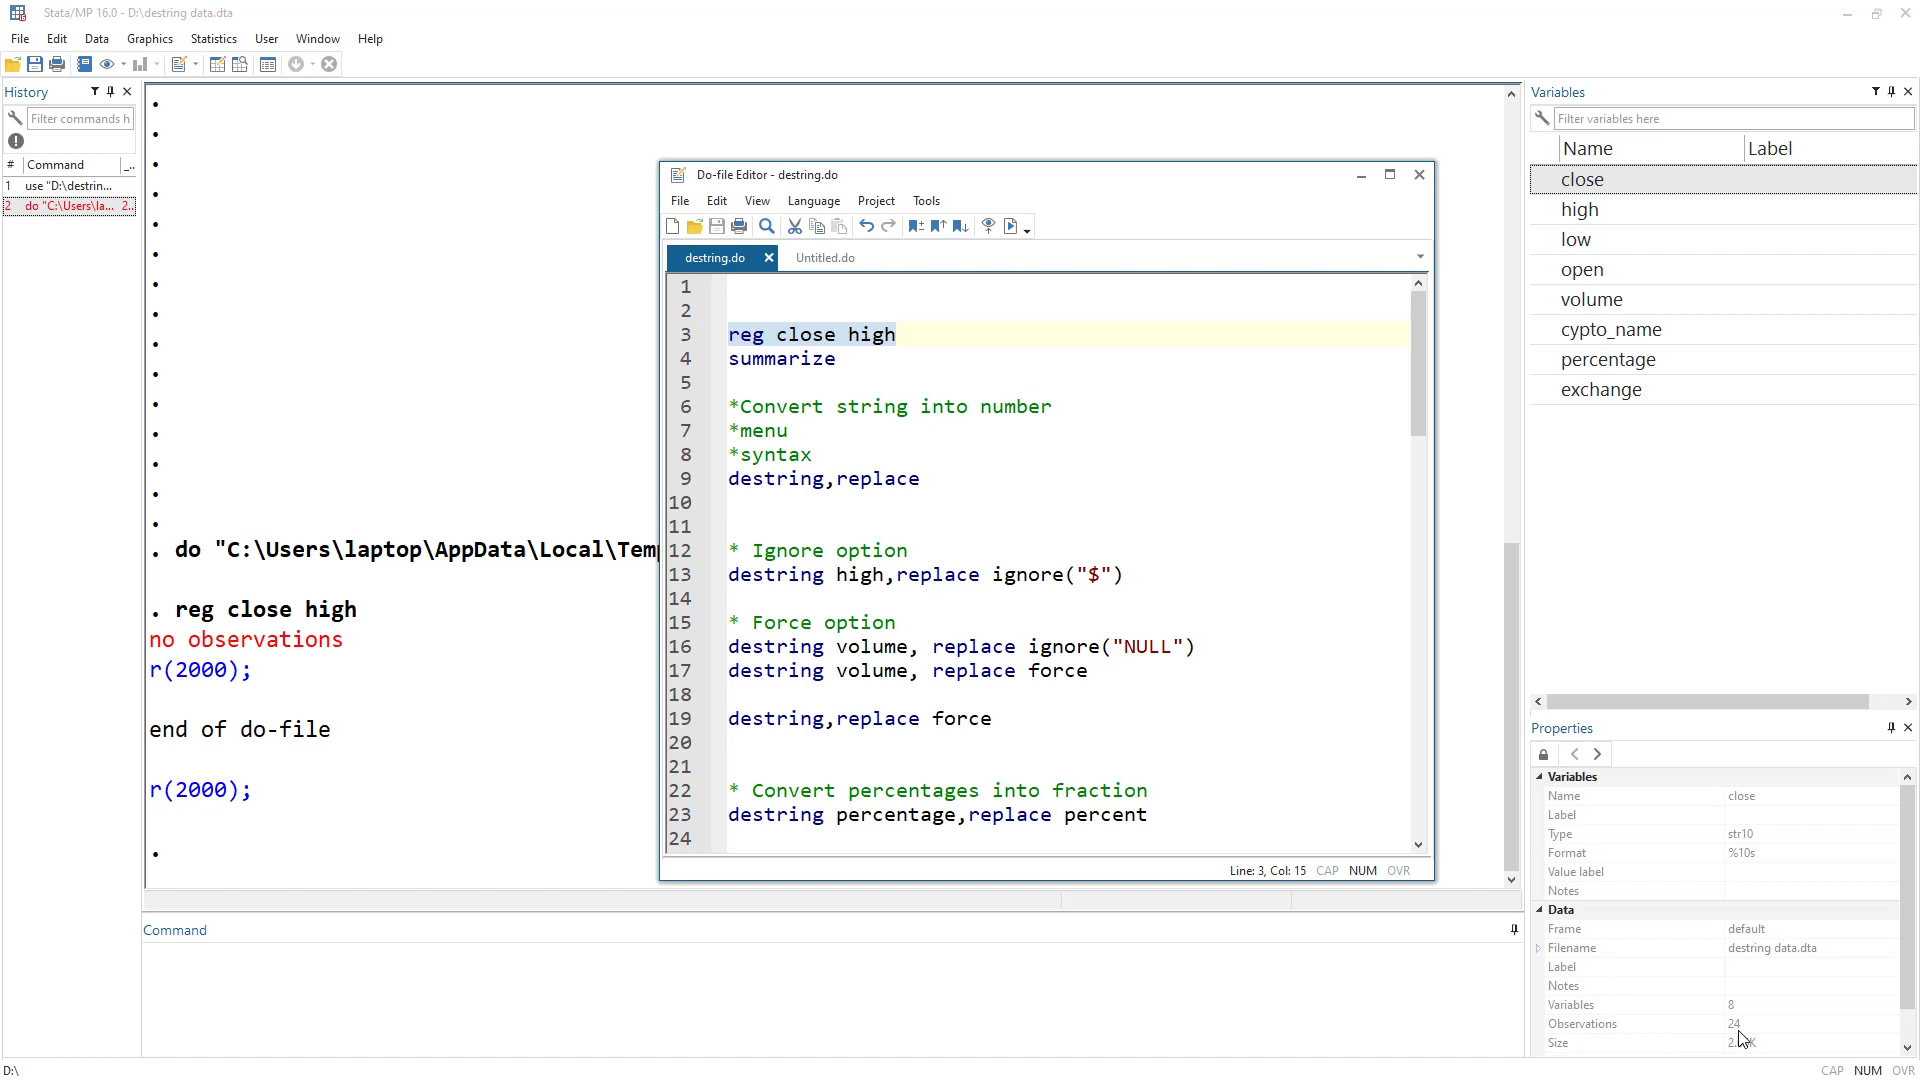 Stata/MP 16.0 - D:\destring data.dta
File Edit Data Graphics Statistics User Window Help
History
Filter commands h
# Command
1 use "D:\destrin...
2 do "C:\Users\la... 2..
. do "C:\Users\laptop\AppData\Local\Temp
. reg close high
no observations
r(2000);
end of do-file
r(2000);
.
Command
Do-file Editor - destring.do
File Edit View Language Project Tools
destring.do Untitled.do
1
2
3 reg close high
4 summarize
5
6 *Convert string into number
7 *menu
8 *syntax
9 destring,replace
10
11
12 * Ignore option
13 destring high,replace ignore("$")
14
15 * Force option
16 destring volume, replace ignore("NULL")
17 destring volume, replace force
18
19 destring,replace force
20
21
22 * Convert percentages into fraction
23 destring percentage,replace percent
24
Line: 3, Col: 15 CAP NUM OVR
Variables
Filter variables here
Name Label
close
high
low
open
volume
cypto_name
percentage
exchange
Properties
Variables
Name close
Label
Type str10
Format %10s
Value label
Notes
Data
Frame default
Filename destring data.dta
Label
Notes
Variables 8
Observations 24
Size
D:\
CAP NUM OVR